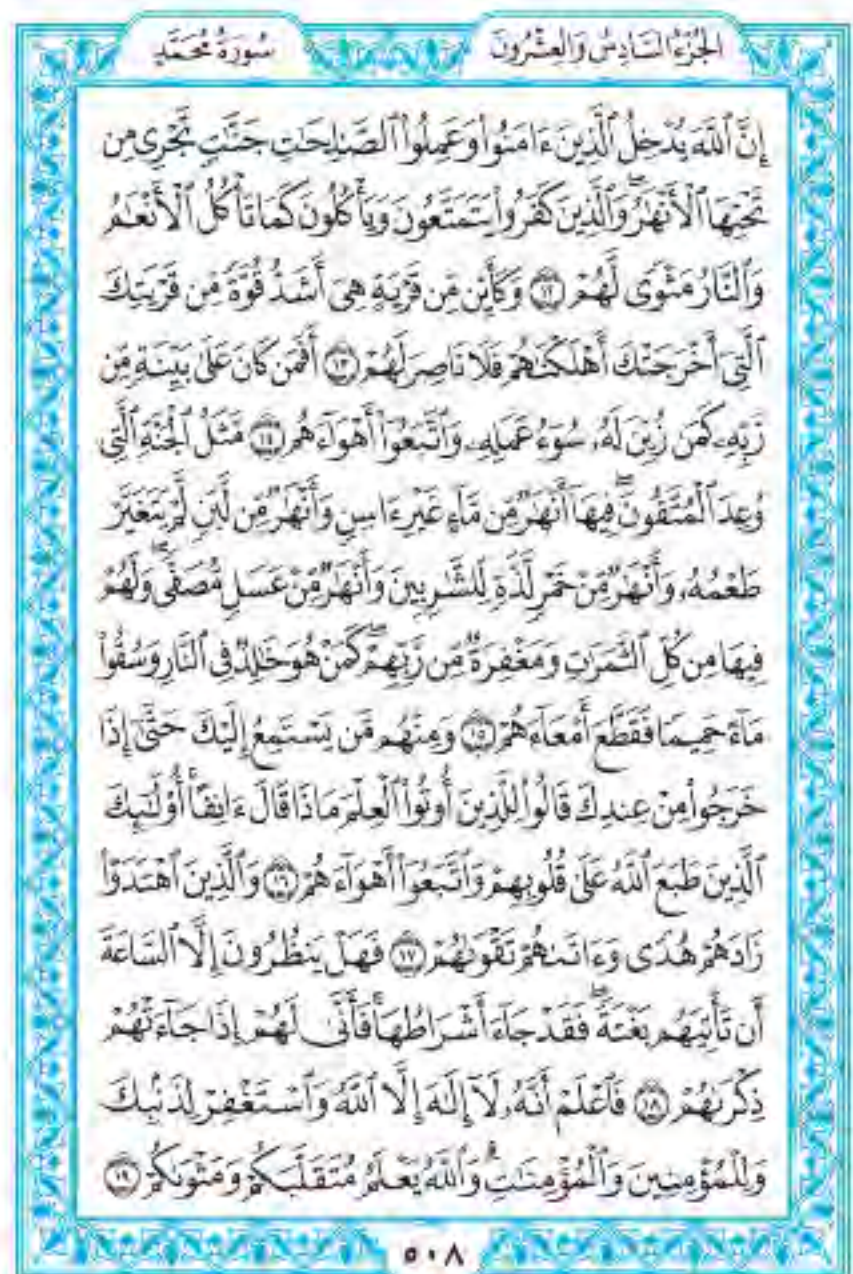 الجُزْءُ السَّادِسُ وَالعِشْرُونَ
سُورَةُ مُحَمَّدٍ
إِنَّ ٱللَّهَ يُدْخِلُ ٱلَّذِينَ ءَامَنُوا۟ وَعَمِلُوا۟ ٱلصَّـٰلِحَـٰتِ جَنَّـٰتٍ تَجْرِى مِن
تَحْتِهَا ٱلْأَنْهَـٰرُ ۖ وَٱلَّذِينَ كَفَرُوا۟ يَتَمَتَّعُونَ وَيَأْكُلُونَ كَمَا تَأْكُلُ ٱلْأَنْعَـٰمُ
وَٱلنَّارُ مَثْوًى لَّهُمْ ١٢ وَكَأَيِّن مِّن قَرْيَةٍ هِىَ أَشَدُّ قُوَّةً مِّن قَرْيَتِكَ
ٱلَّتِىٓ أَخْرَجَتْكَ أَهْلَكْنَـٰهُمْ فَلَا نَاصِرَ لَهُمْ ١٣ أَفَمَن كَانَ عَلَىٰ بَيِّنَةٍ مِّن
رَّبِّهِۦ كَمَن زُيِّنَ لَهُۥ سُوٓءُ عَمَلِهِۦ وَٱتَّبَعُوٓا۟ أَهْوَآءَهُم ١٤ مَّثَلُ ٱلْجَنَّةِ ٱلَّتِى
وُعِدَ ٱلْمُتَّقُونَ ۖ فِيهَآ أَنْهَـٰرٌ مِّن مَّآءٍ غَيْرِ ءَاسِنٍ وَأَنْهَـٰرٌ مِّن لَّبَنٍ لَّمْ يَتَغَيَّرْ
طَعْمُهُۥ وَأَنْهَـٰرٌ مِّنْ خَمْرٍ لَّذَّةٍ لِّلشَّـٰرِبِينَ وَأَنْهَـٰرٌ مِّنْ عَسَلٍ مُّصَفًّى ۖ وَلَهُمْ
فِيهَا مِن كُلِّ ٱلثَّمَرَٰتِ وَمَغْفِرَةٌ مِّن رَّبِّهِمْ ۖ كَمَنْ هُوَ خَـٰلِدٌ فِى ٱلنَّارِ وَسُقُوا۟
مَآءً حَمِيمًا فَقَطَّعَ أَمْعَآءَهُمْ ١٥ وَمِنْهُم مَّن يَسْتَمِعُ إِلَيْكَ حَتَّىٰٓ إِذَا
خَرَجُوا۟ مِنْ عِندِكَ قَالُوا۟ لِلَّذِينَ أُوتُوا۟ ٱلْعِلْمَ مَاذَا قَالَ ءَانِفًا ۚ أُو۟لَـٰٓئِكَ
ٱلَّذِينَ طَبَعَ ٱللَّهُ عَلَىٰ قُلُوبِهِمْ وَٱتَّبَعُوٓا۟ أَهْوَآءَهُمْ ١٦ وَٱلَّذِينَ ٱهْتَدَوْا۟
زَادَهُمْ هُدًى وَءَاتَىٰهُمْ تَقْوَىٰهُمْ ١٧ فَهَلْ يَنظُرُونَ إِلَّا ٱلسَّاعَةَ
أَن تَأْتِيَهُم بَغْتَةً ۖ فَقَدْ جَآءَ أَشْرَاطُهَا ۚ فَأَنَّىٰ لَهُمْ إِذَا جَآءَتْهُمْ
ذِكْرَىٰهُمْ ١٨ فَٱعْلَمْ أَنَّهُۥ لَآ إِلَـٰهَ إِلَّا ٱللَّهُ وَٱسْتَغْفِرْ لِذَنۢبِكَ
وَلِلْمُؤْمِنِينَ وَٱلْمُؤْمِنَـٰتِ ۗ وَٱللَّهُ يَعْلَمُ مُتَقَلَّبَكُمْ وَمَثْوَىٰكُمْ ١٩
٥٠٨